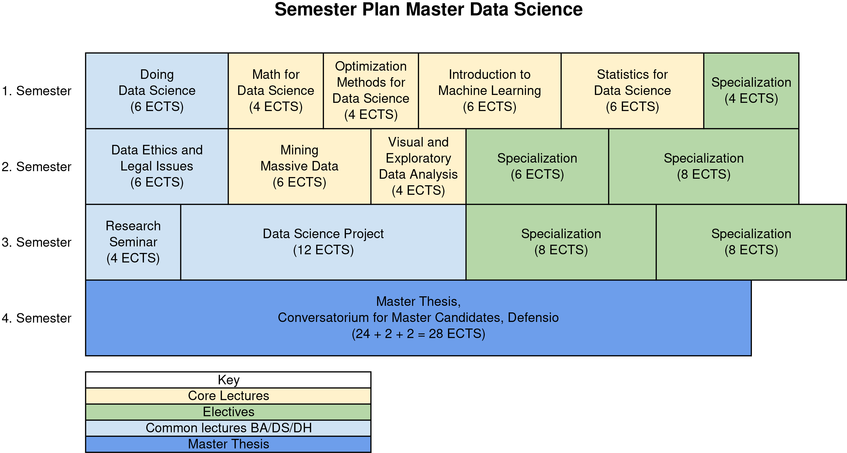 Semester Plan Master Data Science
1. Semester
Doing
Data Science
(6 ECTS)
Math for
Data Science
(4 ECTS)
Optimization
Methods for
Data Science
(4 ECTS)
Introduction to
Machine Learning
(6 ECTS)
Statistics for
Data Science
(6 ECTS)
Specialization
(4 ECTS)
2. Semester
Data Ethics and
Legal Issues
(6 ECTS)
Mining
Massive Data
(6 ECTS)
Visual and
Exploratory
Data Analysis
(4 ECTS)
Specialization
(6 ECTS)
Specialization
(8 ECTS)
3. Semester
Research
Seminar
(4 ECTS)
Data Science Project
(12 ECTS)
Specialization
(8 ECTS)
Specialization
(8 ECTS)
4. Semester
Master Thesis,
Conversatorium for Master Candidates, Defensio
(24 + 2 + 2 = 28 ECTS)
Key
Core Lectures
Electives
Common lectures BA/DS/DH
Master Thesis